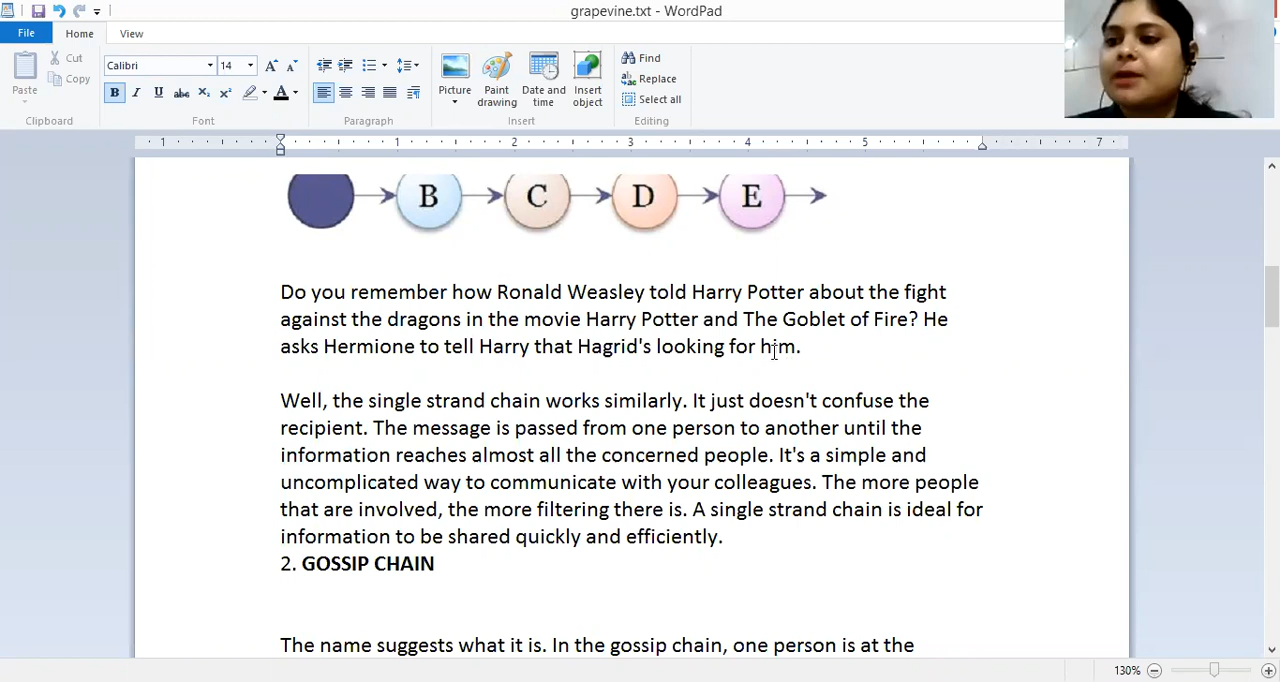 grapevine.txt - WordPad
File
Home
View
Paste
Cut
Copy
Clipboard
Calibri
14
Font
Paragraph
Picture
Paint drawing
Date and time
Insert object
Insert
Find
Replace
Select all
Editing
1 1 2 3 4 5 7
B C D E
Do you remember how Ronald Weasley told Harry Potter about the fight
against the dragons in the movie Harry Potter and The Goblet of Fire? He
asks Hermione to tell Harry that Hagrid's looking for him.
Well, the single strand chain works similarly. It just doesn't confuse the
recipient. The message is passed from one person to another until the
information reaches almost all the concerned people. It's a simple and
uncomplicated way to communicate with your colleagues. The more people
that are involved, the more filtering there is. A single strand chain is ideal for
information to be shared quickly and efficiently.
2. GOSSIP CHAIN
The name suggests what it is. In the gossip chain, one person is at the
130%